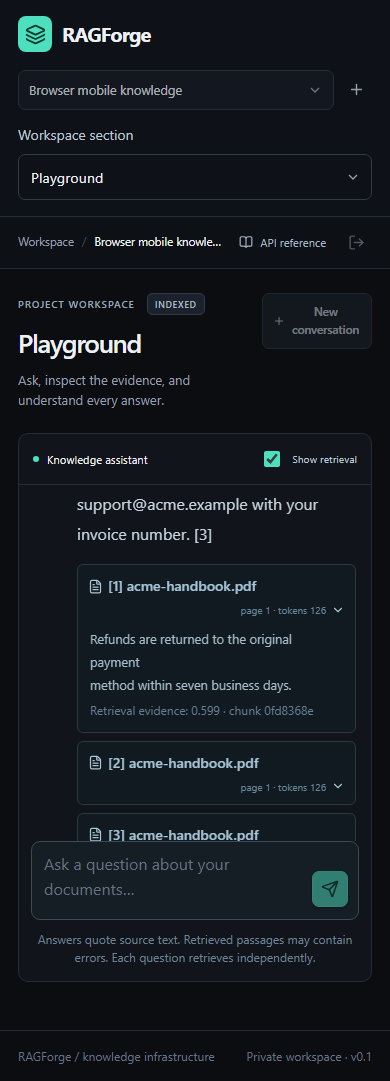 RAGForge
Browser mobile knowledge
Workspace section
Playground
Workspace / Browser mobile knowle... API reference
PROJECT WORKSPACE INDEXED
+ New
conversation
Playground
Ask, inspect the evidence, and
understand every answer.
Knowledge assistant Show retrieval
support@acme.example with your
invoice number. [3]
[1] acme-handbook.pdf
page 1 · tokens 126
Refunds are returned to the original
payment
method within seven business days.
Retrieval evidence: 0.599 · chunk 0fd8368e
[2] acme-handbook.pdf
page 1 · tokens 126
[3] acme-handbook.pdf
Ask a question about your
documents...
Answers quote source text. Retrieved passages may contain
errors. Each question retrieves independently.
RAGForge / knowledge infrastructure Private workspace · v0.1